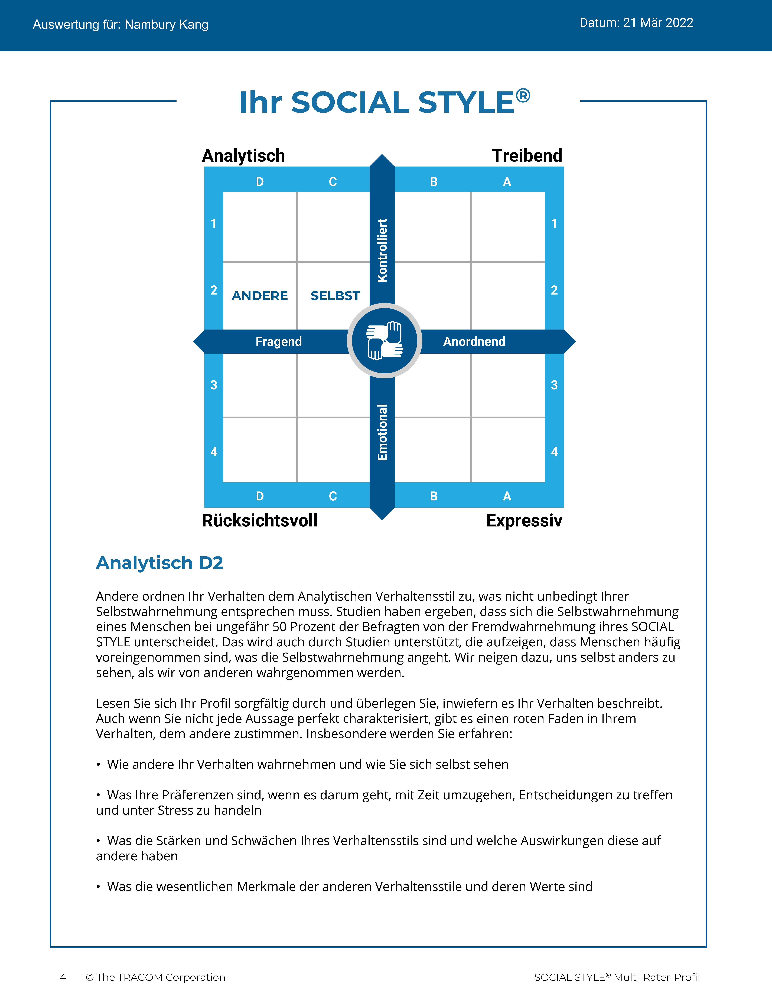 Auswertung für: Nambury Kang
Datum: 21 Mär 2022
Ihr SOCIAL STYLE®
Analytisch
Treibend
D C B A
1 1
Kontrolliert
2 ANDERE SELBST 2
Fragend Anordnend
3 3
Emotional
4 4
D C B A
Rücksichtsvoll
Expressiv
Analytisch D2
Andere ordnen Ihr Verhalten dem Analytischen Verhaltensstil zu, was nicht unbedingt Ihrer
Selbstwahrnehmung entsprechen muss. Studien haben ergeben, dass sich die Selbstwahrnehmung
eines Menschen bei ungefähr 50 Prozent der Befragten von der Fremdwahrnehmung ihres SOCIAL
STYLE unterscheidet. Das wird auch durch Studien unterstützt, die aufzeigen, dass Menschen häufig
voreingenommen sind, was die Selbstwahrnehmung angeht. Wir neigen dazu, uns selbst anders zu
sehen, als wir von anderen wahrgenommen werden.
Lesen Sie sich Ihr Profil sorgfältig durch und überlegen Sie, inwiefern es Ihr Verhalten beschreibt.
Auch wenn Sie nicht jede Aussage perfekt charakterisiert, gibt es einen roten Faden in Ihrem
Verhalten, dem andere zustimmen. Insbesondere werden Sie erfahren:
• Wie andere Ihr Verhalten wahrnehmen und wie Sie sich selbst sehen
• Was Ihre Präferenzen sind, wenn es darum geht, mit Zeit umzugehen, Entscheidungen zu treffen
und unter Stress zu handeln
• Was die Stärken und Schwächen Ihres Verhaltensstils sind und welche Auswirkungen diese auf
andere haben
• Was die wesentlichen Merkmale der anderen Verhaltensstile und deren Werte sind
4 © The TRACOM Corporation
SOCIAL STYLE® Multi-Rater-Profil